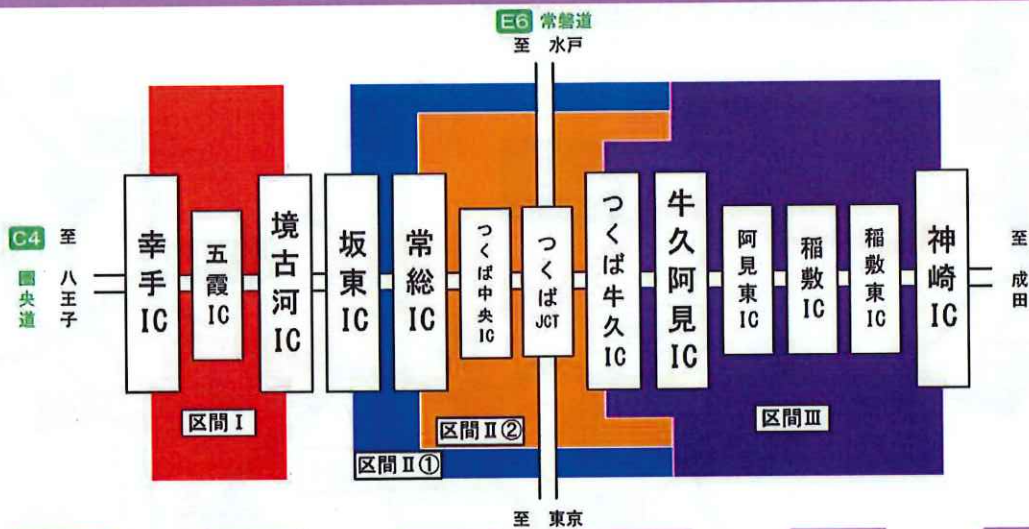 E6 常磐道
至 水戸
C4 至
圏央道 八王子
幸手IC
五霞IC
境古河IC
坂東IC
常総IC
つくば中央IC
つくばJCT
つくば牛久IC
牛久阿見IC
阿見東IC
稲敷IC
稲敷東IC
神崎IC
至 成田
区間Ⅰ
区間Ⅱ②
区間Ⅲ
区間Ⅱ①
至 東京